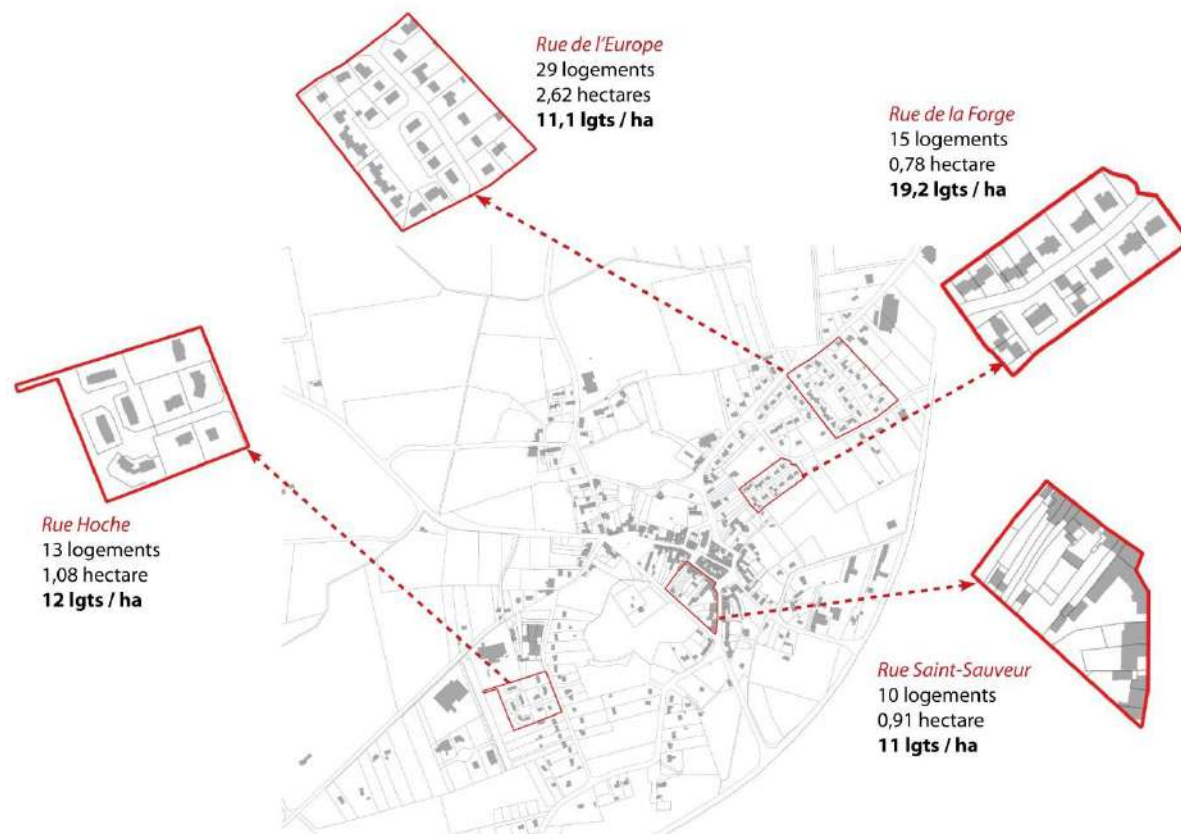 Rue de l'Europe
29 logements
2,62 hectares
11,1 lgts / ha
Rue de la Forge
15 logements
0,78 hectare
19,2 lgts / ha
Rue Hoche
13 logements
1,08 hectare
12 lgts / ha
Rue Saint-Sauveur
10 logements
0,91 hectare
11 lgts / ha